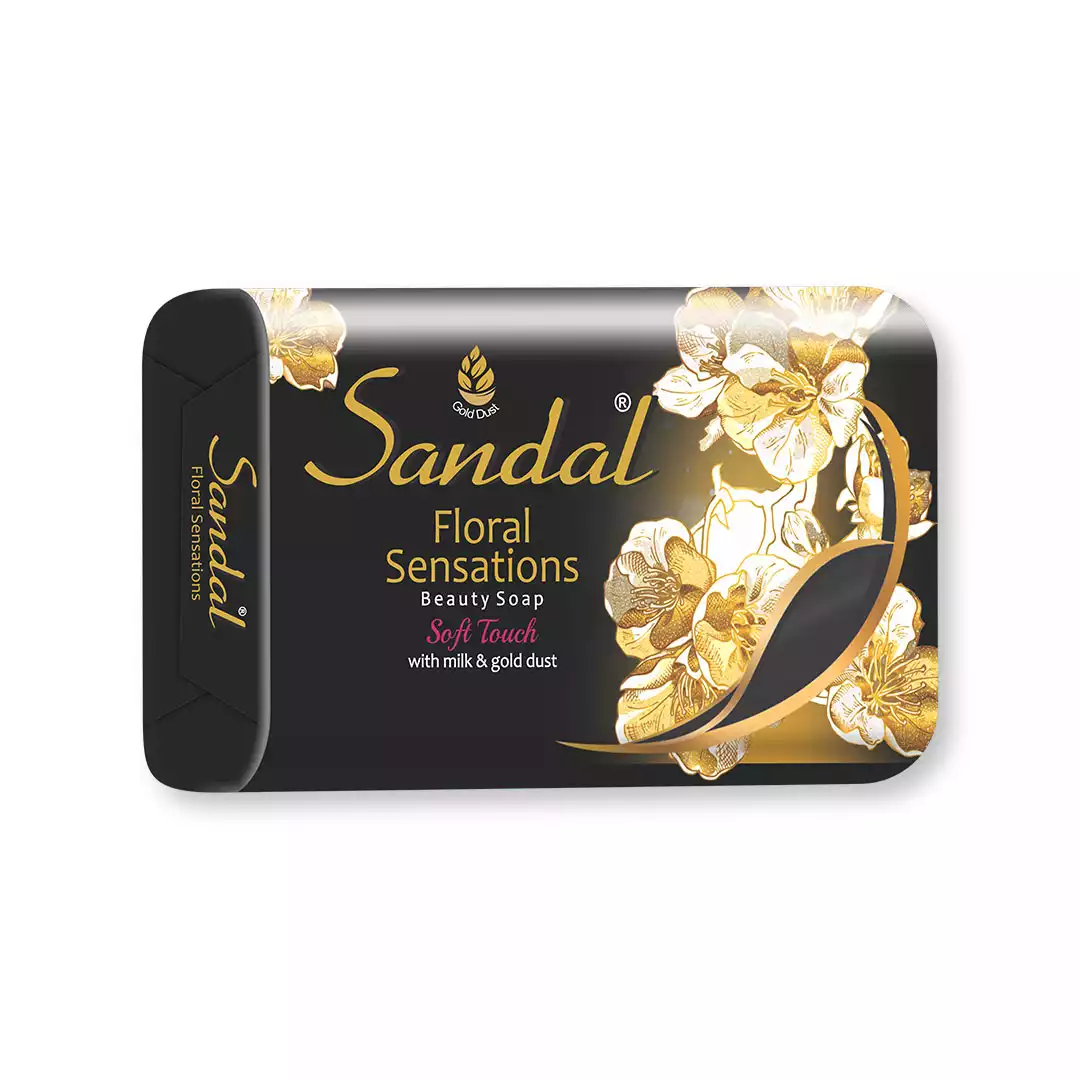 Gold Dust
Sandal®
Floral
Sensations
Beauty Soap
Soft Touch
with milk & gold dust
Sandal®
Floral Sensations